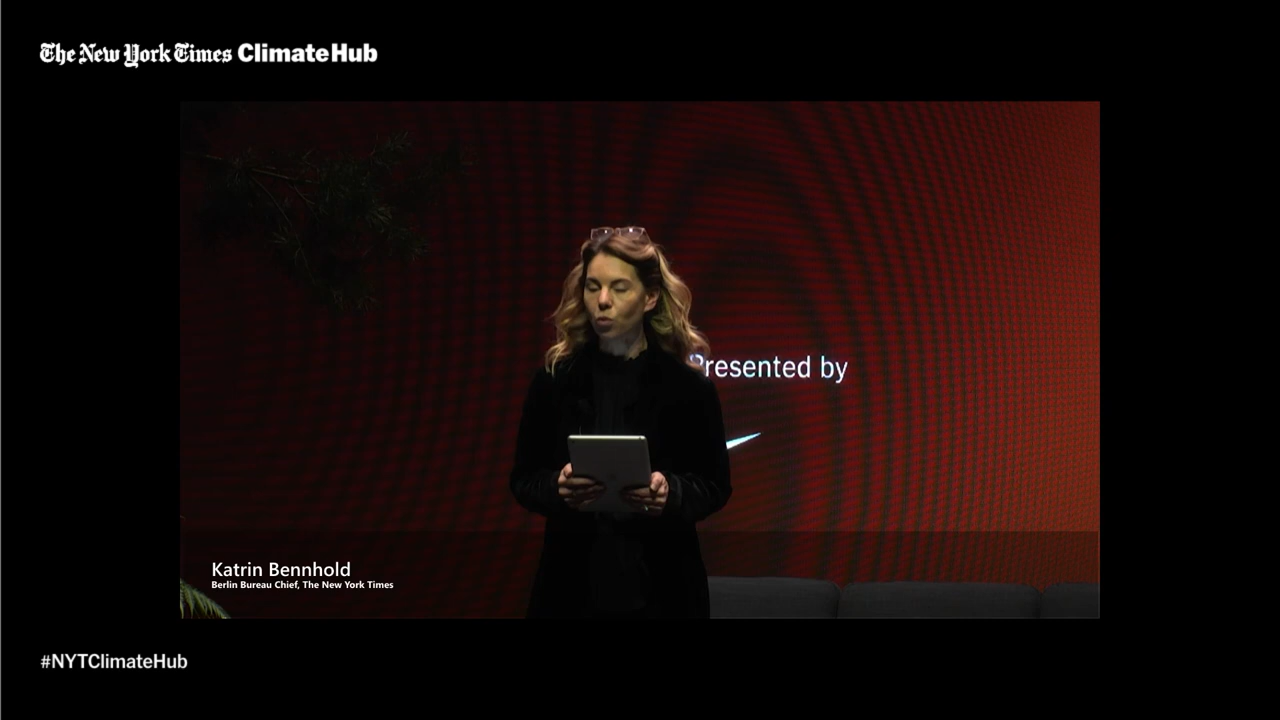 The New York Times Climate Hub
Presented by
Katrin Bennhold
Berlin Bureau Chief, The New York Times
#NYTClimateHub